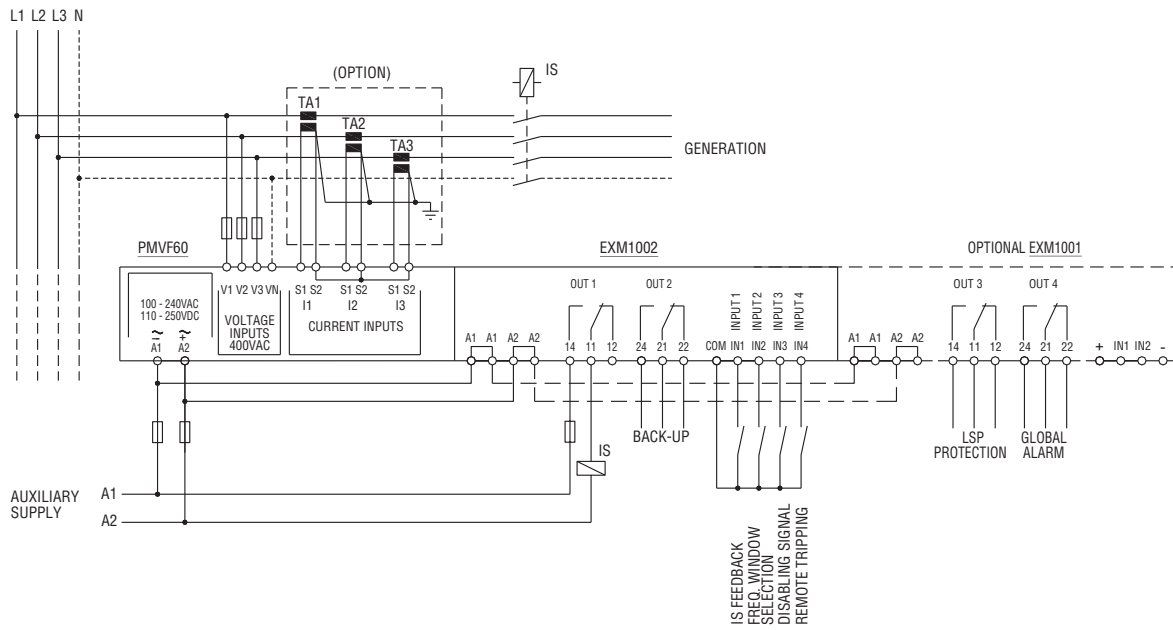 L1 L2 L3 N
(OPTION)
IS
TA1
TA2
TA3
GENERATION
PMVF60
EXM1002
OPTIONAL EXM1001
100 - 240VAC
110 - 250VDC
~ ~
- +
A1 A2
V1 V2 V3 VN
VOLTAGE
INPUTS
400VAC
S1 S2 S1 S2 S1 S2
I1 I2 I3
CURRENT INPUTS
A1 A1 A2 A2
OUT 1
14 11 12
OUT 2
24 21 22
INPUT 1
INPUT 2
INPUT 3
INPUT 4
COM IN1 IN2 IN3 IN4
A1 A1 A2 A2
OUT 3
14 11 12
OUT 4
24 21 22
+ IN1 IN2 -
BACK-UP
LSP
PROTECTION
GLOBAL
ALARM
IS
AUXILIARY
SUPPLY
A1
A2
IS FEEDBACK
FREQ. WINDOW
SELECTION
DISABLING SIGNAL
REMOTE TRIPPING